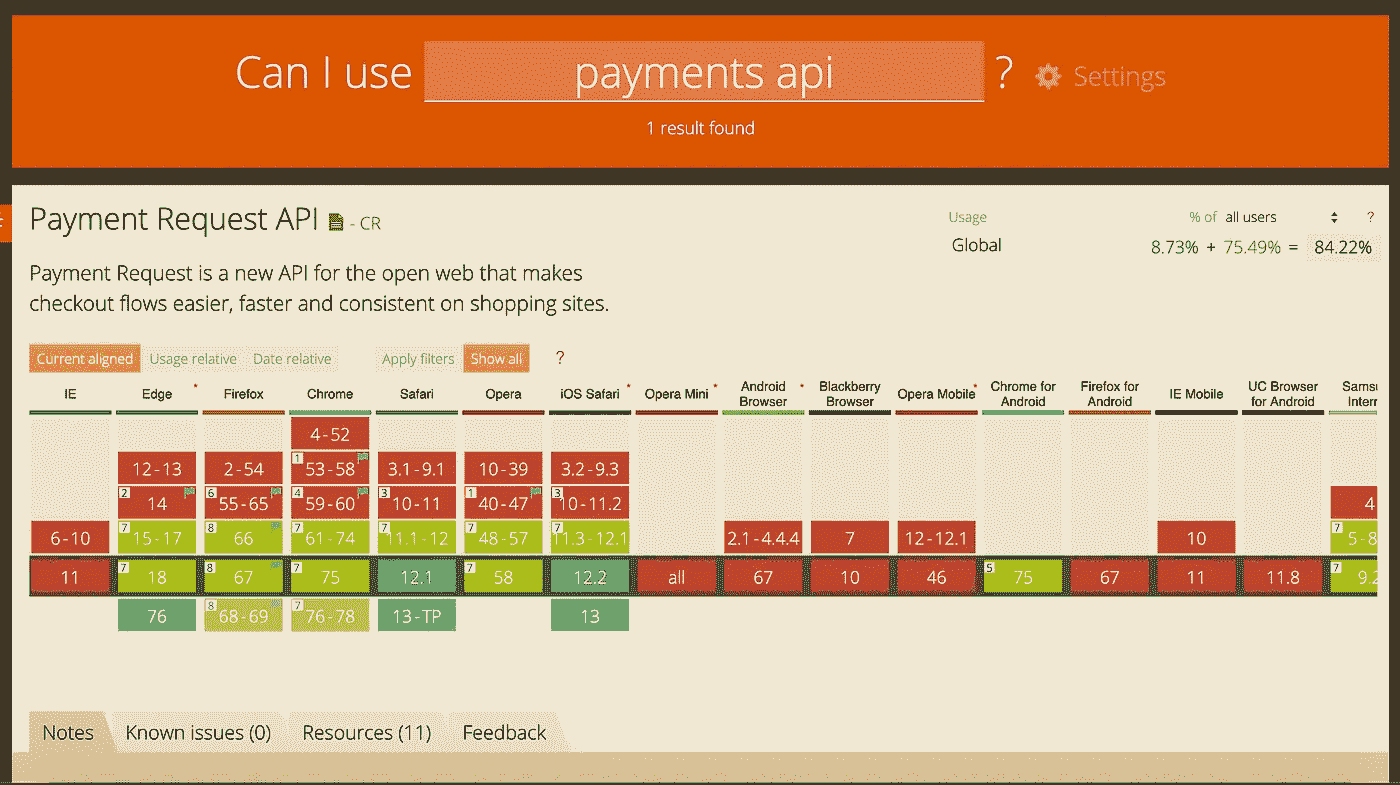 Can I use payments api ? Settings
1 result found
Payment Request API - CR
Usage % of all users ?
Global 8.73% + 75.49% = 84.22%
Payment Request is a new API for the open web that makes
checkout flows easier, faster and consistent on shopping sites.
Current aligned Usage relative Date relative Apply filters Show all ?
IE Edge * Firefox Chrome Safari Opera iOS Safari * Opera Mini * Android Browser * Blackberry Browser Opera Mobile * Chrome for Android Firefox for Android IE Mobile UC Browser for Android Samsu Intern
4-52
12-13 2-54 1 53-58 3.1-9.1 10-39 3.2-9.3
2 14 6 55-65 4 59-60 3 10-11 1 40-47 3 10-11.2 4
6-10 7 15-17 8 66 7 61-74 7 11.1-12 7 48-57 7 11.3-12.1 2.1-4.4.4 7 12-12.1 10 7 5-8
11 7 18 8 67 7 75 12.1 7 58 12.2 all 67 10 46 5 75 67 11 11.8 7 9.2
76 8 68-69 7 76-78 13-TP 13
Notes Known issues (0) Resources (11) Feedback